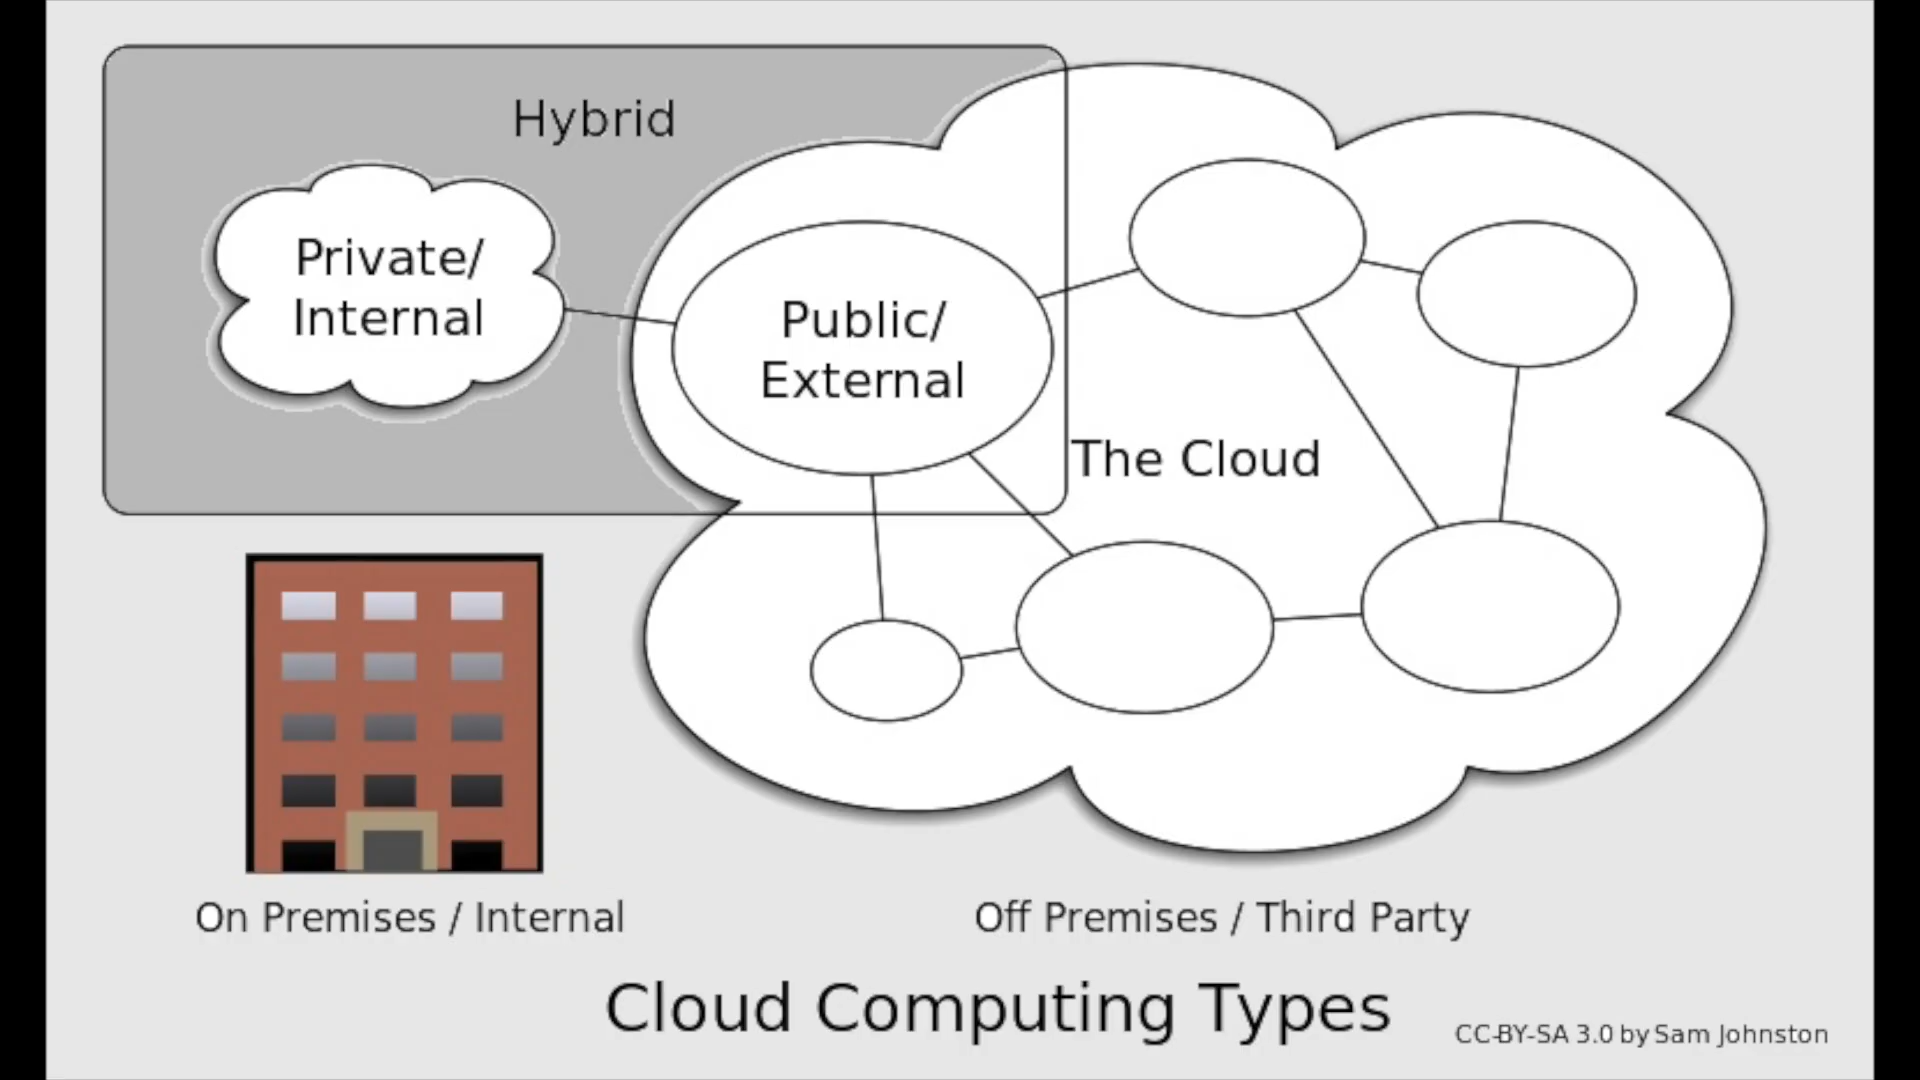 Hybrid
Private/
Internal
Public/
External
The Cloud
On Premises / Internal
Off Premises / Third Party
Cloud Computing Types
CC-BY-SA 3.0 by Sam Johnston